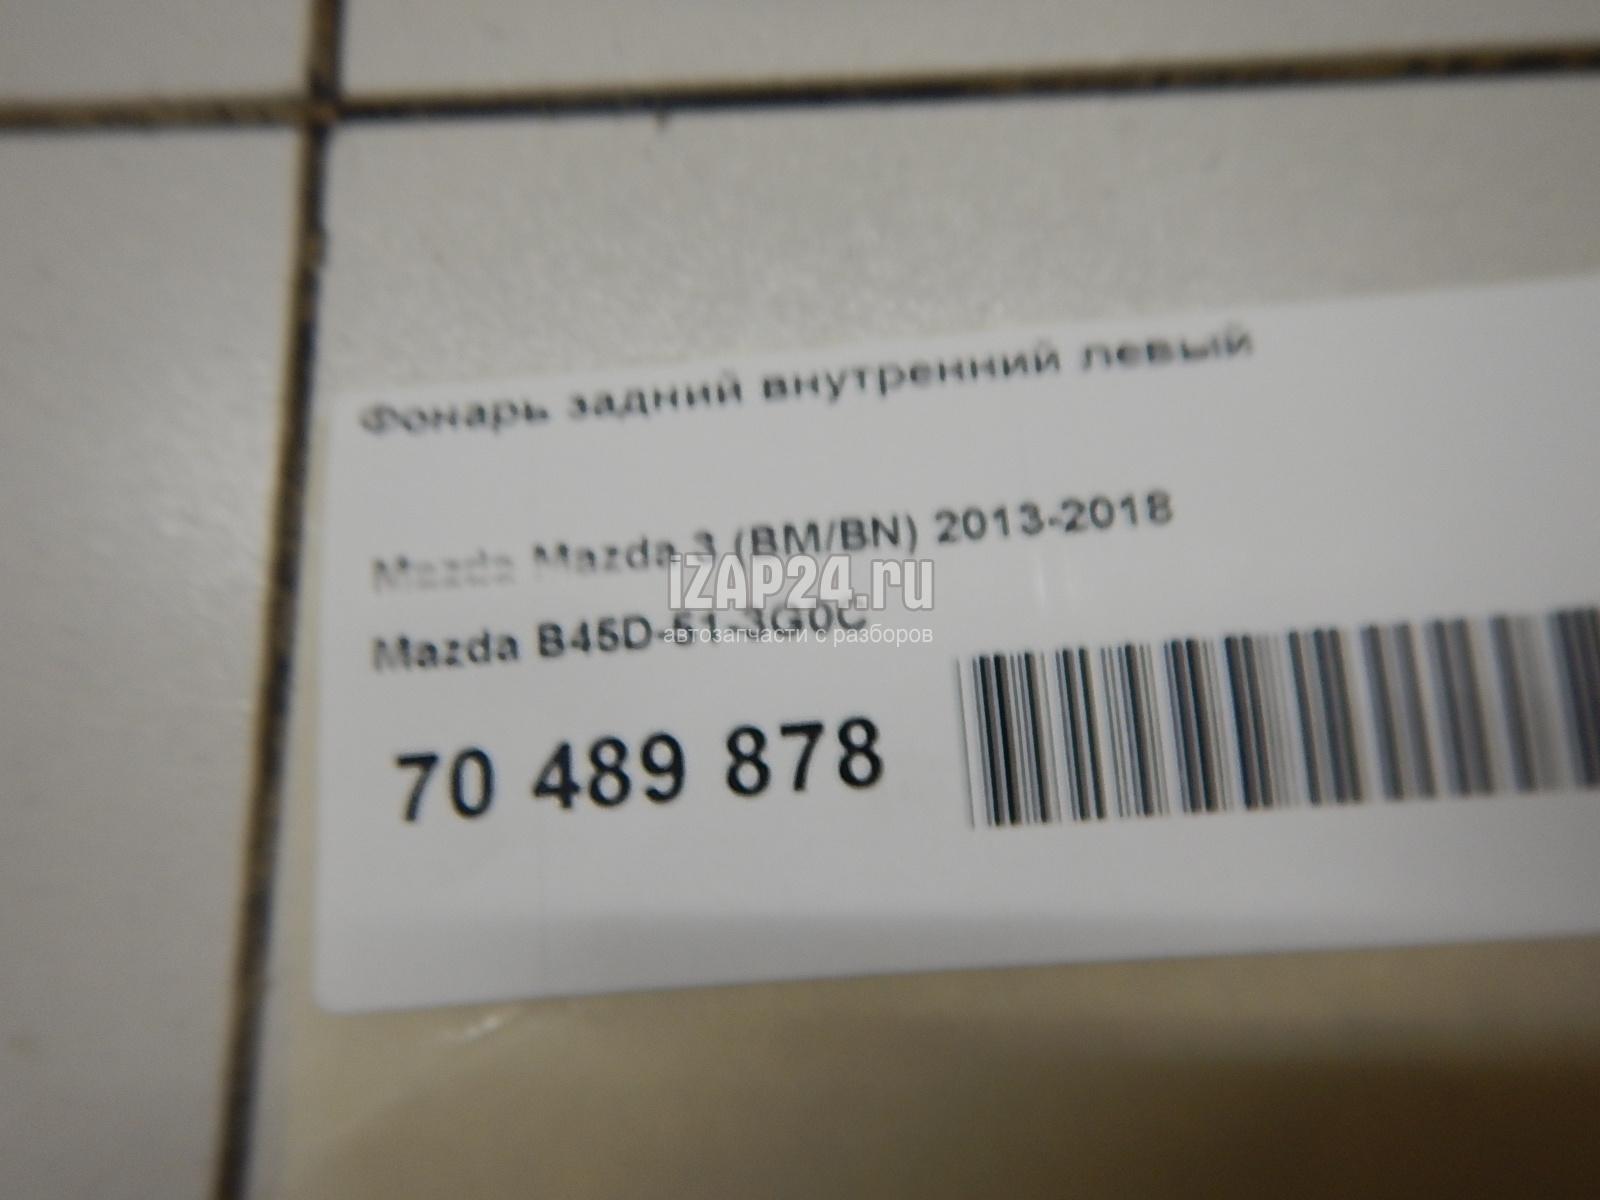 Фонарь задний внутренний левый
Mazda Mazda 3 (BM/BN) 2013-2018
iZAP24.ru
Mazda B45D-51-3G0C
автозапчасти с разборов
70 489 878